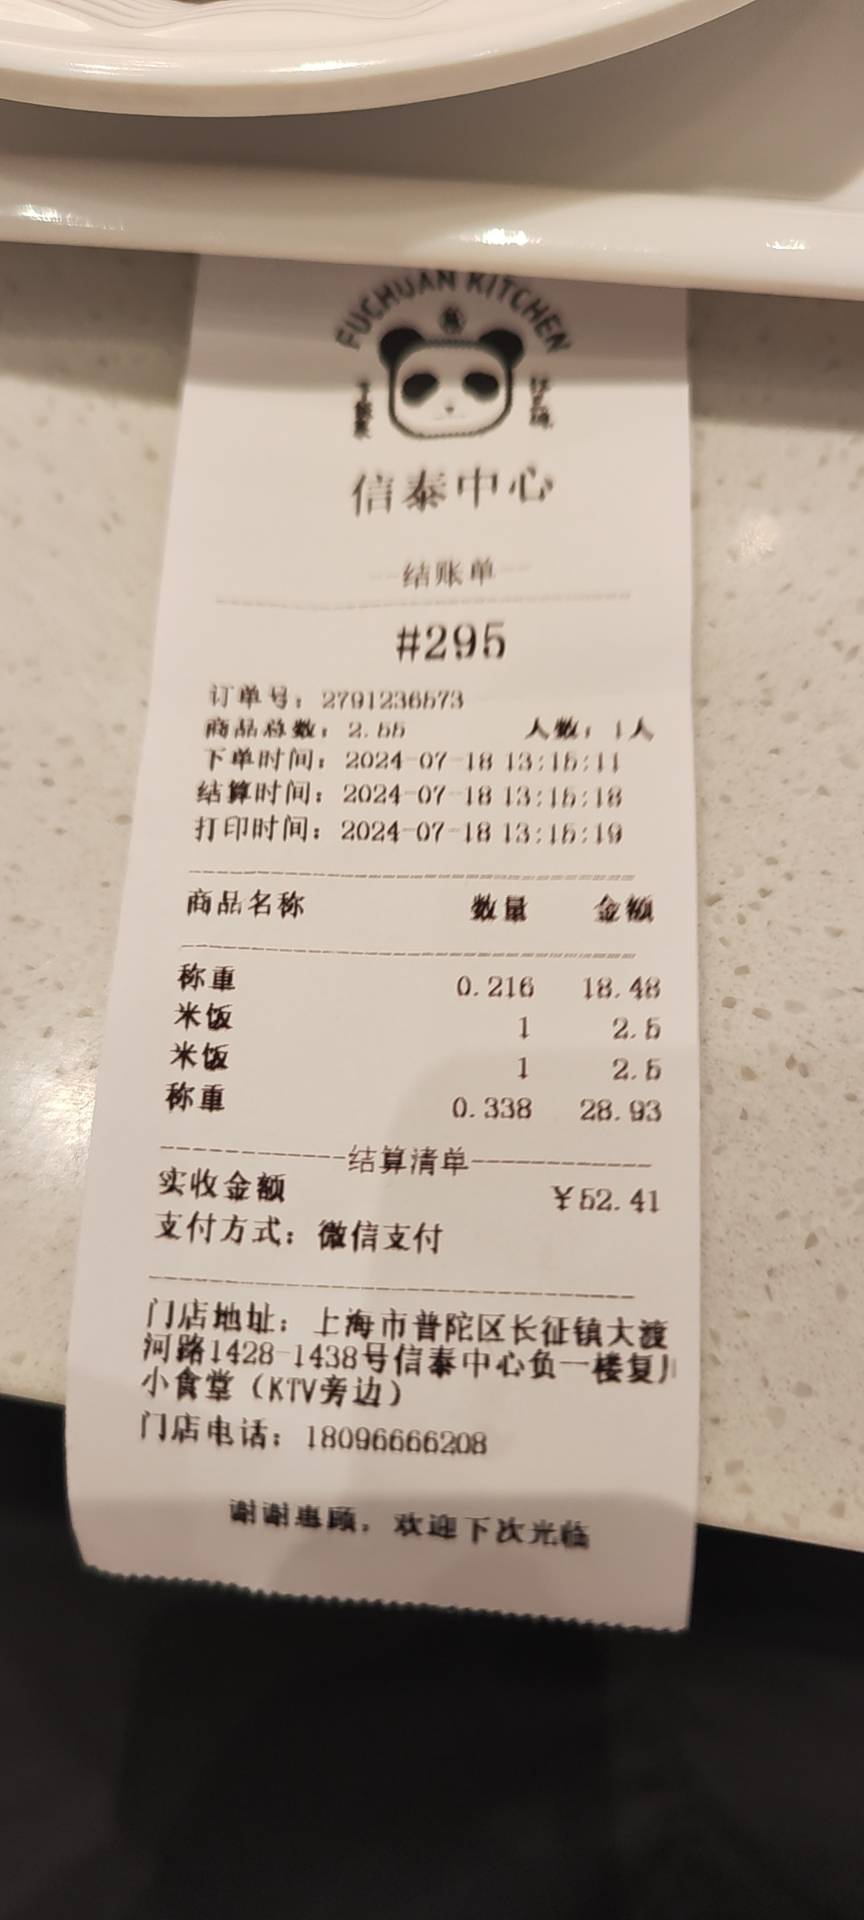 FUCHUAN KITCHEN
信泰中心
结账单
#295
订单号：2791236573
商品总数：2.55 人数：1人
下单时间：2024-07-18 13:15:11
结算时间：2024-07-18 13:15:18
打印时间：2024-07-18 13:15:19
商品名称 数量 金额
称重 0.216 18.48
米饭 1 2.5
米饭 1 2.5
称重 0.338 28.93
结算清单
实收金额 ￥52.41
支付方式：微信支付
门店地址：上海市普陀区长征镇大渡
河路1428-1438号信泰中心负一楼复川
小食堂（KTV旁边）
门店电话：18096666208
谢谢惠顾，欢迎下次光临